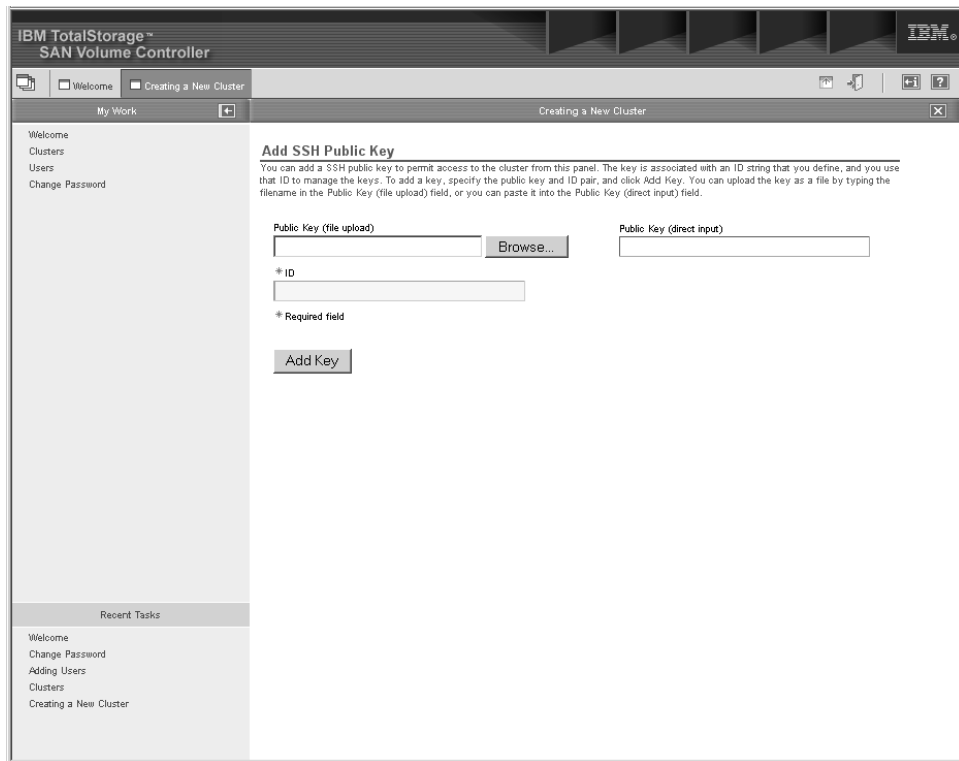 IBM TotalStorage™
SAN Volume Controller
IBM®
Welcome
Creating a New Cluster
?
My Work
Creating a New Cluster
Welcome
Clusters
Users
Change Password
Add SSH Public Key
You can add a SSH public key to permit access to the cluster from this panel. The key is associated with an ID string that you define, and you use
that ID to manage the keys. To add a key, specify the public key and ID pair, and click Add Key. You can upload the key as a file by typing the
filename in the Public Key (file upload) field, or you can paste it into the Public Key (direct input) field.
Public Key (file upload)
Public Key (direct input)
Browse...
* ID
* Required field
Add Key
Recent Tasks
Welcome
Change Password
Adding Users
Clusters
Creating a New Cluster